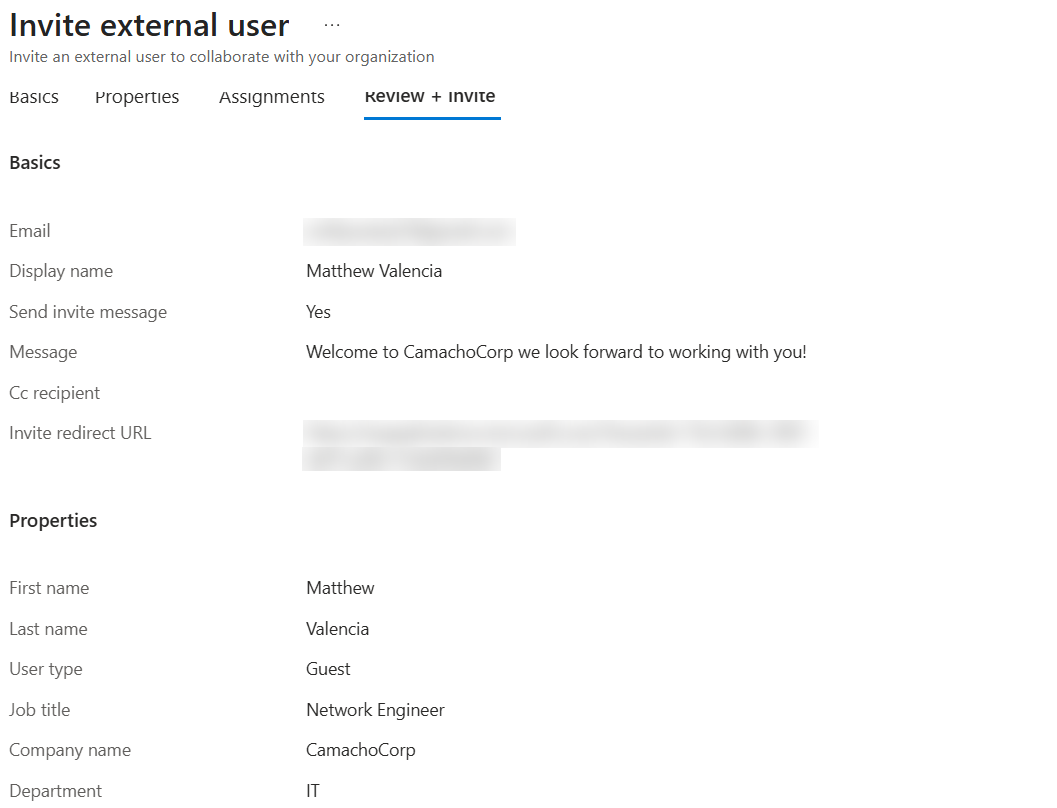 Invite external user ...
Invite an external user to collaborate with your organization
Basics Properties Assignments Review + Invite
Basics
Email
Display name Matthew Valencia
Send invite message Yes
Message Welcome to CamachoCorp we look forward to working with you!
Cc recipient
Invite redirect URL
Properties
First name Matthew
Last name Valencia
User type Guest
Job title Network Engineer
Company name CamachoCorp
Department IT